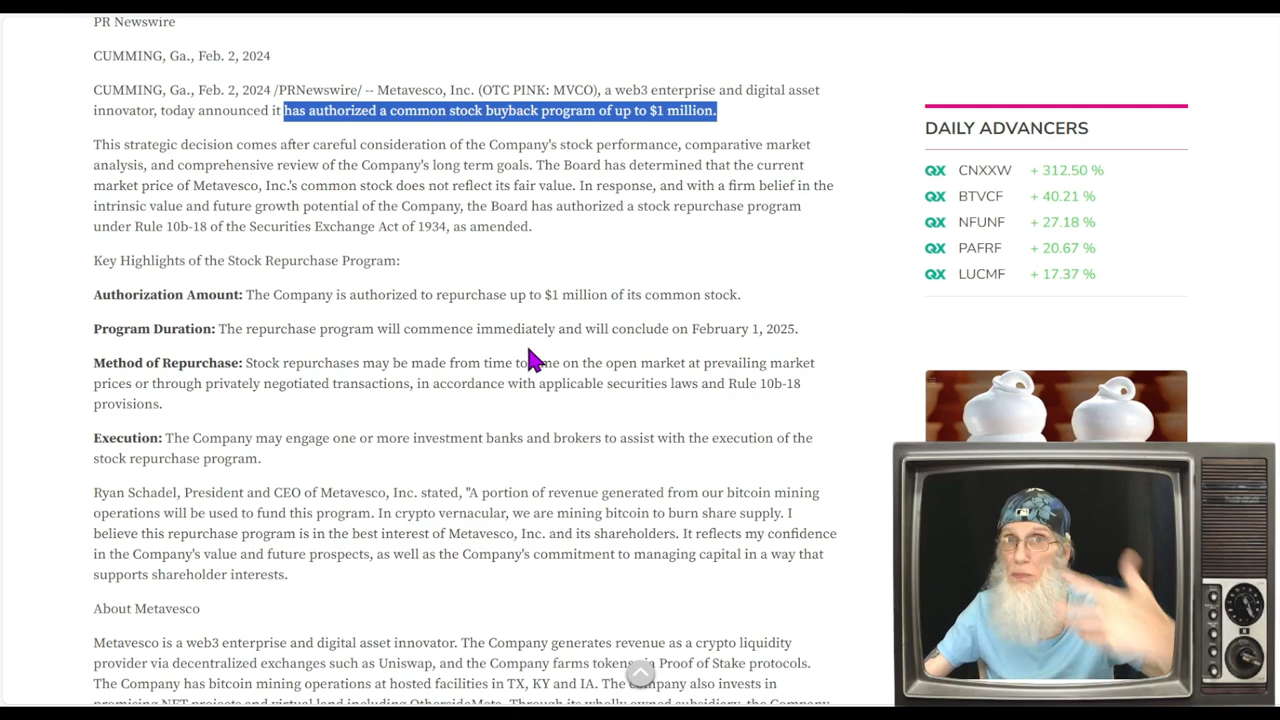 PR Newswire
CUMMING, Ga., Feb. 2, 2024
CUMMING, Ga., Feb. 2, 2024 /PRNewswire/ -- Metavesco, Inc. (OTC PINK: MVCO), a web3 enterprise and digital asset
innovator, today announced it has authorized a common stock buyback program of up to $1 million.
This strategic decision comes after careful consideration of the Company's stock performance, comparative market
analysis, and comprehensive review of the Company's long term goals. The Board has determined that the current
market price of Metavesco, Inc.'s common stock does not reflect its fair value. In response, and with a firm belief in the
intrinsic value and future growth potential of the Company, the Board has authorized a stock repurchase program
under Rule 10b-18 of the Securities Exchange Act of 1934, as amended.
Key Highlights of the Stock Repurchase Program:
Authorization Amount: The Company is authorized to repurchase up to $1 million of its common stock.
Program Duration: The repurchase program will commence immediately and will conclude on February 1, 2025.
Method of Repurchase: Stock repurchases may be made from time to time on the open market at prevailing market
prices or through privately negotiated transactions, in accordance with applicable securities laws and Rule 10b-18
provisions.
Execution: The Company may engage one or more investment banks and brokers to assist with the execution of the
stock repurchase program.
Ryan Schadel, President and CEO of Metavesco, Inc. stated, "A portion of revenue generated from our bitcoin mining
operations will be used to fund this program. In crypto vernacular, we are mining bitcoin to burn share supply. I
believe this repurchase program is in the best interest of Metavesco, Inc. and its shareholders. It reflects my confidence
in the Company's value and future prospects, as well as the Company's commitment to managing capital in a way that
supports shareholder interests.
About Metavesco
Metavesco is a web3 enterprise and digital asset innovator. The Company generates revenue as a crypto liquidity
provider via decentralized exchanges such as Uniswap, and the Company farms tokens via Proof of Stake protocols.
The Company has bitcoin mining operations at hosted facilities in TX, KY and IA. The Company also invests in
promising NFT projects and virtual land including OthersideMeta. Through its wholly owned subsidiary, the Company
DAILY ADVANCERS
QX CNXXW + 312.50 %
QX BTVCF + 40.21 %
QX NFUNF + 27.18 %
QX PAFRF + 20.67 %
QX LUCMF + 17.37 %